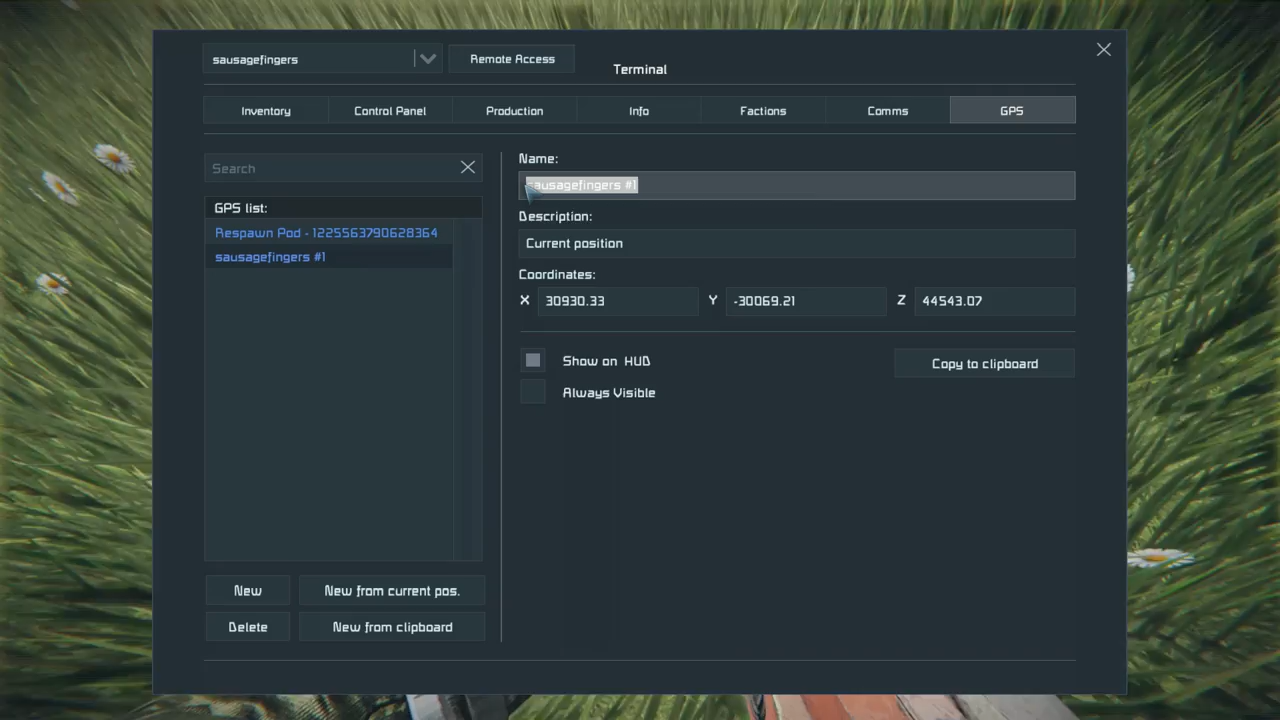 sausagefingers
Remote Access
Terminal
Inventory
Control Panel
Production
Info
Factions
Comms
GPS
Search
GPS list:
Respawn Pod - 1225563790628364
sausagefingers #1
New
New from current pos.
Delete
New from clipboard
Name:
sausagefingers #1
Description:
Current position
Coordinates:
X 30930.33 Y -30069.21 Z 44543.07
Show on HUD
Copy to clipboard
Always Visible